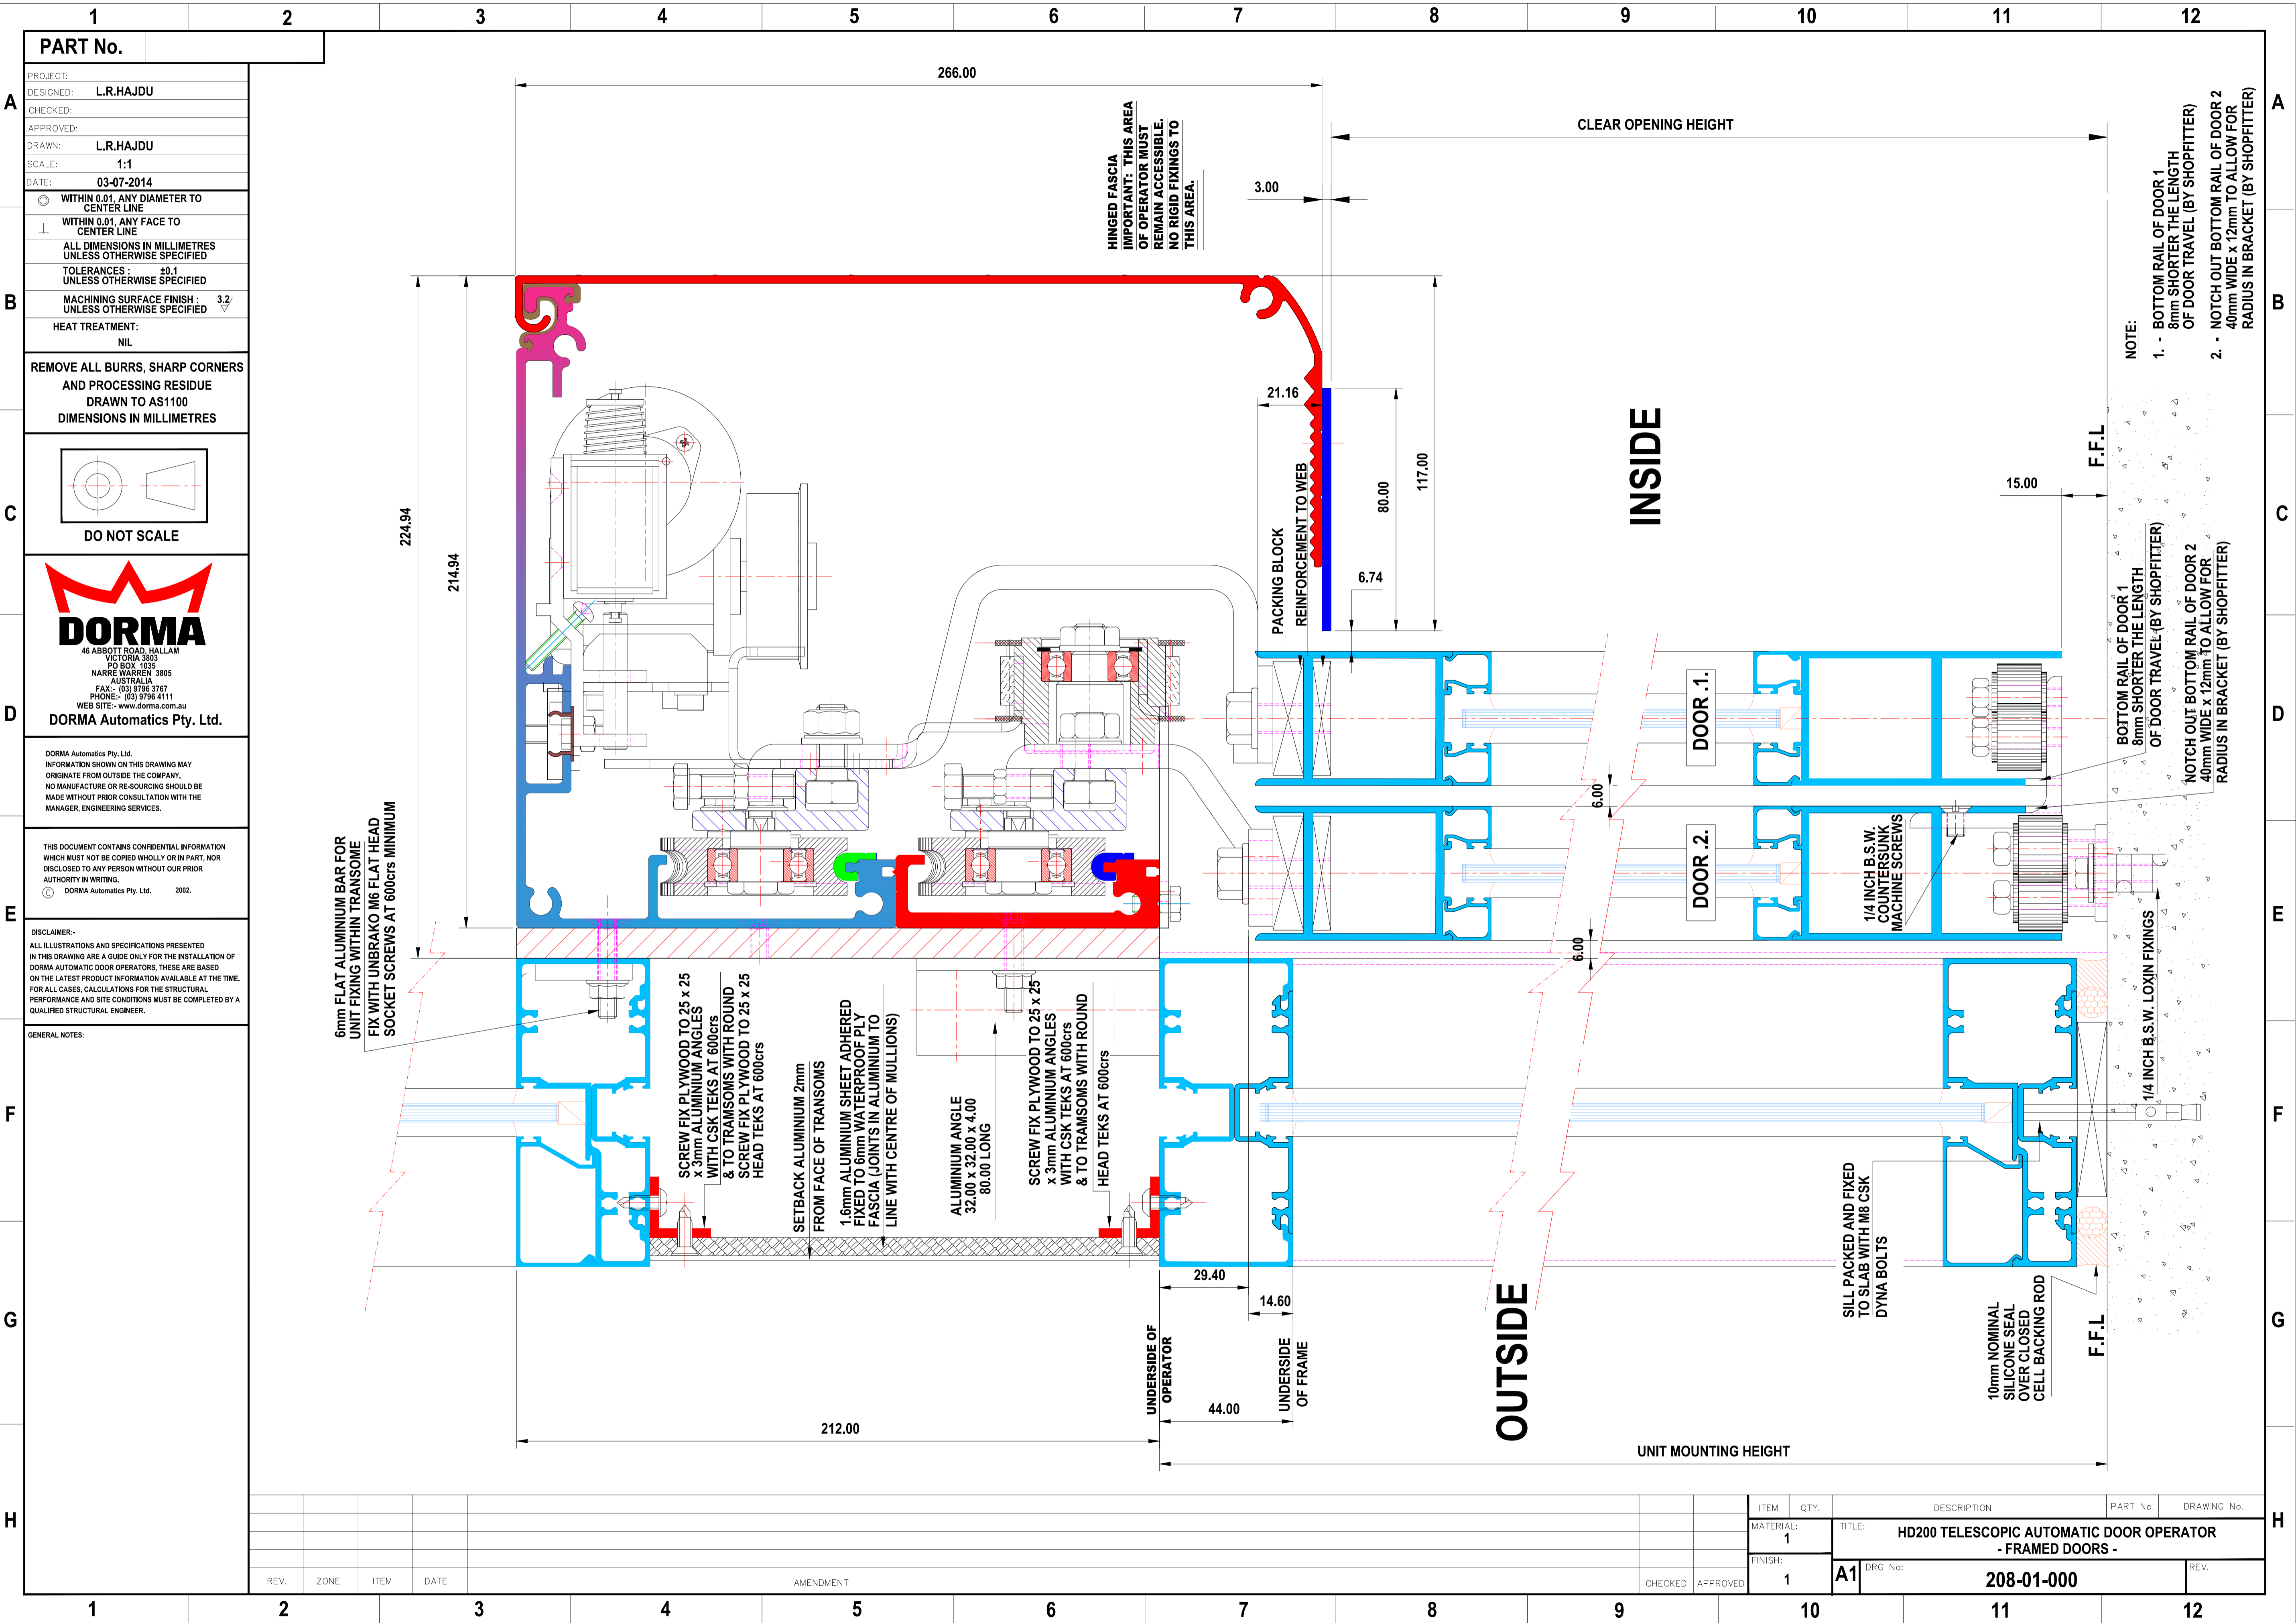 1 2 3 4 5 6 7 8 9 10 11 12
A
B
C
D
E
F
G
H
PART No.
PROJECT:
DESIGNED: L.R.HAJDU
CHECKED:
APPROVED:
DRAWN: L.R.HAJDU
SCALE: 1:1
DATE: 03-07-2014
WITHIN 0.01, ANY DIAMETER TO
CENTER LINE
WITHIN 0.01, ANY FACE TO
CENTER LINE
ALL DIMENSIONS IN MILLIMETRES
UNLESS OTHERWISE SPECIFIED
TOLERANCES : ±0.1
UNLESS OTHERWISE SPECIFIED
MACHINING SURFACE FINISH : 3.2
UNLESS OTHERWISE SPECIFIED
HEAT TREATMENT:
NIL
REMOVE ALL BURRS, SHARP CORNERS
AND PROCESSING RESIDUE
DRAWN TO AS1100
DIMENSIONS IN MILLIMETRES
DO NOT SCALE
DORMA
46 ABBOTT ROAD, HALLAM
VICTORIA 3803
PO BOX 1035
NARRE WARREN 3805
AUSTRALIA
FAX:- (03) 9796 3767
PHONE:- (03) 9796 4111
WEB SITE:- www.dorma.com.au
DORMA Automatics Pty. Ltd.
DORMA Automatics Pty. Ltd.
INFORMATION SHOWN ON THIS DRAWING MAY
ORIGINATE FROM OUTSIDE THE COMPANY,
NO MANUFACTURE OR RE-SOURCING SHOULD BE
MADE WITHOUT PRIOR CONSULTATION WITH THE
MANAGER, ENGINEERING SERVICES.
THIS DOCUMENT CONTAINS CONFIDENTIAL INFORMATION
WHICH MUST NOT BE COPIED WHOLLY OR IN PART, NOR
DISCLOSED TO ANY PERSON WITHOUT OUR PRIOR
AUTHORITY IN WRITING.
© DORMA Automatics Pty. Ltd. 2002.
DISCLAIMER:-
ALL ILLUSTRATIONS AND SPECIFICATIONS PRESENTED
IN THIS DRAWING ARE A GUIDE ONLY FOR THE INSTALLATION OF
DORMA AUTOMATIC DOOR OPERATORS, THESE ARE BASED
ON THE LATEST PRODUCT INFORMATION AVAILABLE AT THE TIME.
FOR ALL CASES, CALCULATIONS FOR THE STRUCTURAL
PERFORMANCE AND SITE CONDITIONS MUST BE COMPLETED BY A
QUALIFIED STRUCTURAL ENGINEER.
GENERAL NOTES:
266.00
HINGED FASCIA
IMPORTANT: THIS AREA
OF OPERATOR MUST
REMAIN ACCESSIBLE.
NO RIGID FIXINGS TO
THIS AREA.
3.00
CLEAR OPENING HEIGHT
NOTE:
1. - BOTTOM RAIL OF DOOR 1
8mm SHORTER THE LENGTH
OF DOOR TRAVEL (BY SHOPFITTER)
2. - NOTCH OUT BOTTOM RAIL OF DOOR 2
40mm WIDE x 12mm TO ALLOW FOR
RADIUS IN BRACKET (BY SHOPFITTER)
224.94
214.94
21.16
PACKING BLOCK
REINFORCEMENT TO WEB
80.00
117.00
6.74
INSIDE
15.00
F.F.L
BOTTOM RAIL OF DOOR 1
8mm SHORTER THE LENGTH
OF DOOR TRAVEL (BY SHOPFITTER)
NOTCH OUT BOTTOM RAIL OF DOOR 2
40mm WIDE x 12mm TO ALLOW FOR
RADIUS IN BRACKET (BY SHOPFITTER)
DOOR .1.
6.00
DOOR .2.
6.00
1/4 INCH B.S.W.
COUNTERSUNK
MACHINE SCREWS
1/4 INCH B.S.W. LOXIN FIXINGS
6mm FLAT ALUMINIUM BAR FOR
UNIT FIXING WITHIN TRANSOME
FIX WITH UNBRAKO M6 FLAT HEAD
SOCKET SCREWS AT 600crs MINIMUM
SCREW FIX PLYWOOD TO 25 x 25
x 3mm ALUMINIUM ANGLES
WITH CSK TEKS AT 600crs
& TO TRAMSOMS WITH ROUND
SCREW FIX PLYWOOD TO 25 x 25
HEAD TEKS AT 600crs
SETBACK ALUMINIUM 2mm
FROM FACE OF TRANSOMS
1.6mm ALUMINIUM SHEET ADHERED
FIXED TO 6mm WATERPROOF PLY
FASCIA (JOINTS IN ALUMINIUM TO
LINE WITH CENTRE OF MULLIONS)
ALUMINIUM ANGLE
32.00 x 32.00 x 4.00
80.00 LONG
SCREW FIX PLYWOOD TO 25 x 25
x 3mm ALUMINIUM ANGLES
WITH CSK TEKS AT 600crs
& TO TRAMSOMS WITH ROUND
HEAD TEKS AT 600crs
29.40
14.60
UNDERSIDE OF
OPERATOR
UNDERSIDE
OF FRAME
44.00
212.00
OUTSIDE
UNIT MOUNTING HEIGHT
SILL PACKED AND FIXED
TO SLAB WITH M8 CSK
DYNA BOLTS
10mm NOMINAL
SILICONE SEAL
OVER CLOSED
CELL BACKING ROD
F.F.L
REV. ZONE ITEM DATE AMENDMENT CHECKED APPROVED
ITEM QTY. DESCRIPTION PART No. DRAWING No.
MATERIAL:
1
FINISH:
1
TITLE: HD200 TELESCOPIC AUTOMATIC DOOR OPERATOR
- FRAMED DOORS -
A1 DRG No: 208-01-000 REV.
A
B
C
D
E
F
G
H
1 2 3 4 5 6 7 8 9 10 11 12